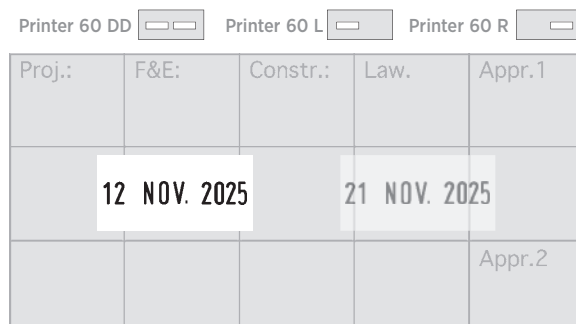 Printer 60 DD Printer 60 L Printer 60 R
Proj.: F&E: Constr.: Law. Appr.1
12 NOV. 2025 21 NOV. 2025
Appr.2